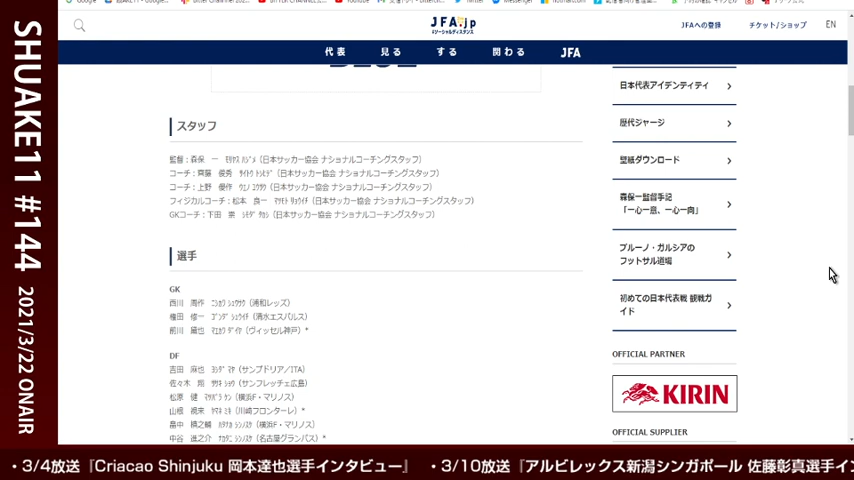 SHUAKE11 #144 2021/3/22 ONAIR
Google
YouTube
Twitter
Messenger
hotmail.com
JFA.jp
#ソーシャルディスタンス
JFAへの登録
チケット/ショップ
EN
代表
見る
する
関わる
JFA
スタッフ
監督:森保 一 ﾓﾘﾔｽ ﾊｼﾞﾒ(日本サッカー協会 ナショナルコーチングスタッフ)
コーチ:齊藤 俊秀 ｻｲﾄｳ ﾄｼﾋﾃﾞ(日本サッカー協会 ナショナルコーチングスタッフ)
コーチ:上野 優作 ｳｴﾉ ﾕｳｻｸ(日本サッカー協会 ナショナルコーチングスタッフ)
フィジカルコーチ:松本 良一 ﾏﾂﾓﾄ ﾘｮｳｲﾁ(日本サッカー協会 ナショナルコーチングスタッフ)
GKコーチ:下田 崇 ｼﾓﾀﾞ ﾀｶｼ(日本サッカー協会 ナショナルコーチングスタッフ)
選手
GK
西川 周作 ﾆｼｶﾜ ｼｭｳｻｸ(浦和レッズ)
権田 修一 ｺﾞﾝﾀﾞ ｼｭｳｲﾁ(清水エスパルス)
前川 黛也 ﾏｴｶﾜ ﾀﾞｲﾔ(ヴィッセル神戸)*
DF
吉田 麻也 ﾖｼﾀﾞ ﾏﾔ(サンプドリア/ITA)
佐々木 翔 ｻｻｷ ｼｮｳ(サンフレッチェ広島)
松原 健 ﾏﾂﾊﾞﾗ ｹﾝ(横浜F・マリノス)
山根 視来 ﾔﾏﾈ ﾐｷ(川崎フロンターレ)*
畠中 槙之輔 ﾊﾀﾅｶ ｼﾝﾉｽｹ(横浜F・マリノス)
中谷 進之介 ﾅｶﾀﾆ ｼﾝﾉｽｹ(名古屋グランパス)*
日本代表アイデンティティ
歴代ジャージ
壁紙ダウンロード
森保一監督手記
「一心一意、一心一向」
ブルーノ・ガルシアの
フットサル道場
初めての日本代表戦 観戦ガ
イド
OFFICIAL PARTNER
KIRIN
OFFICIAL SUPPLIER
・3/4放送『Criacao Shinjuku 岡本達也選手インタビュー』 ・3/10放送『アルビレックス新潟シンガポール 佐藤彰真選手イン